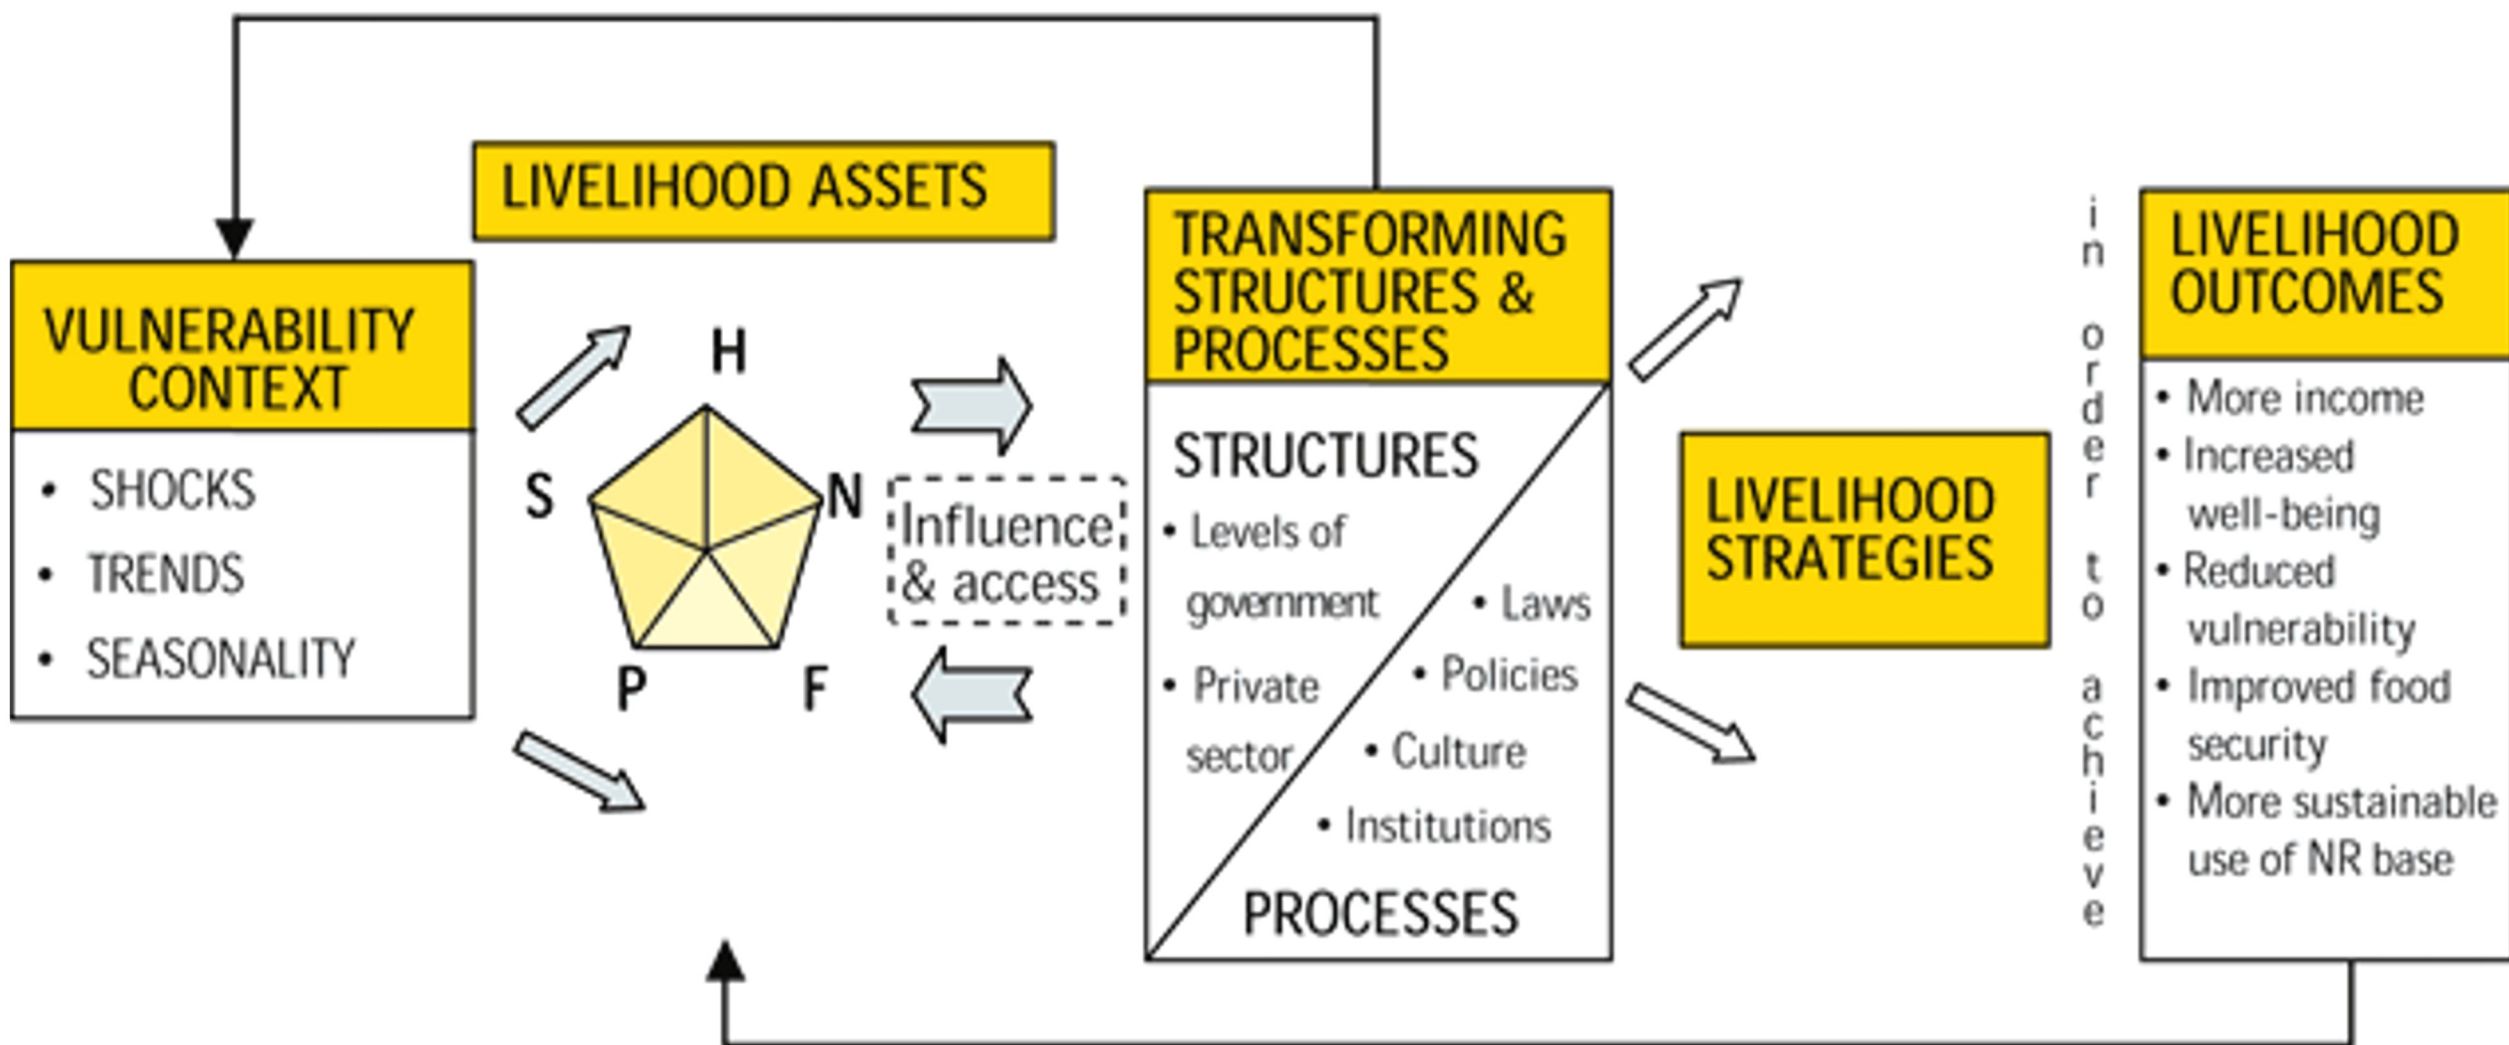 LIVELIHOOD ASSETS
VULNERABILITY
CONTEXT
• SHOCKS
• TRENDS
• SEASONALITY
H
S
N
P
F
Influence
& access
TRANSFORMING
STRUCTURES &
PROCESSES
STRUCTURES
• Levels of
government
• Private
sector
• Laws
• Policies
• Culture
• Institutions
PROCESSES
LIVELIHOOD
STRATEGIES
in order to achieve
LIVELIHOOD
OUTCOMES
• More income
• Increased
well-being
• Reduced
vulnerability
• Improved food
security
• More sustainable
use of NR base